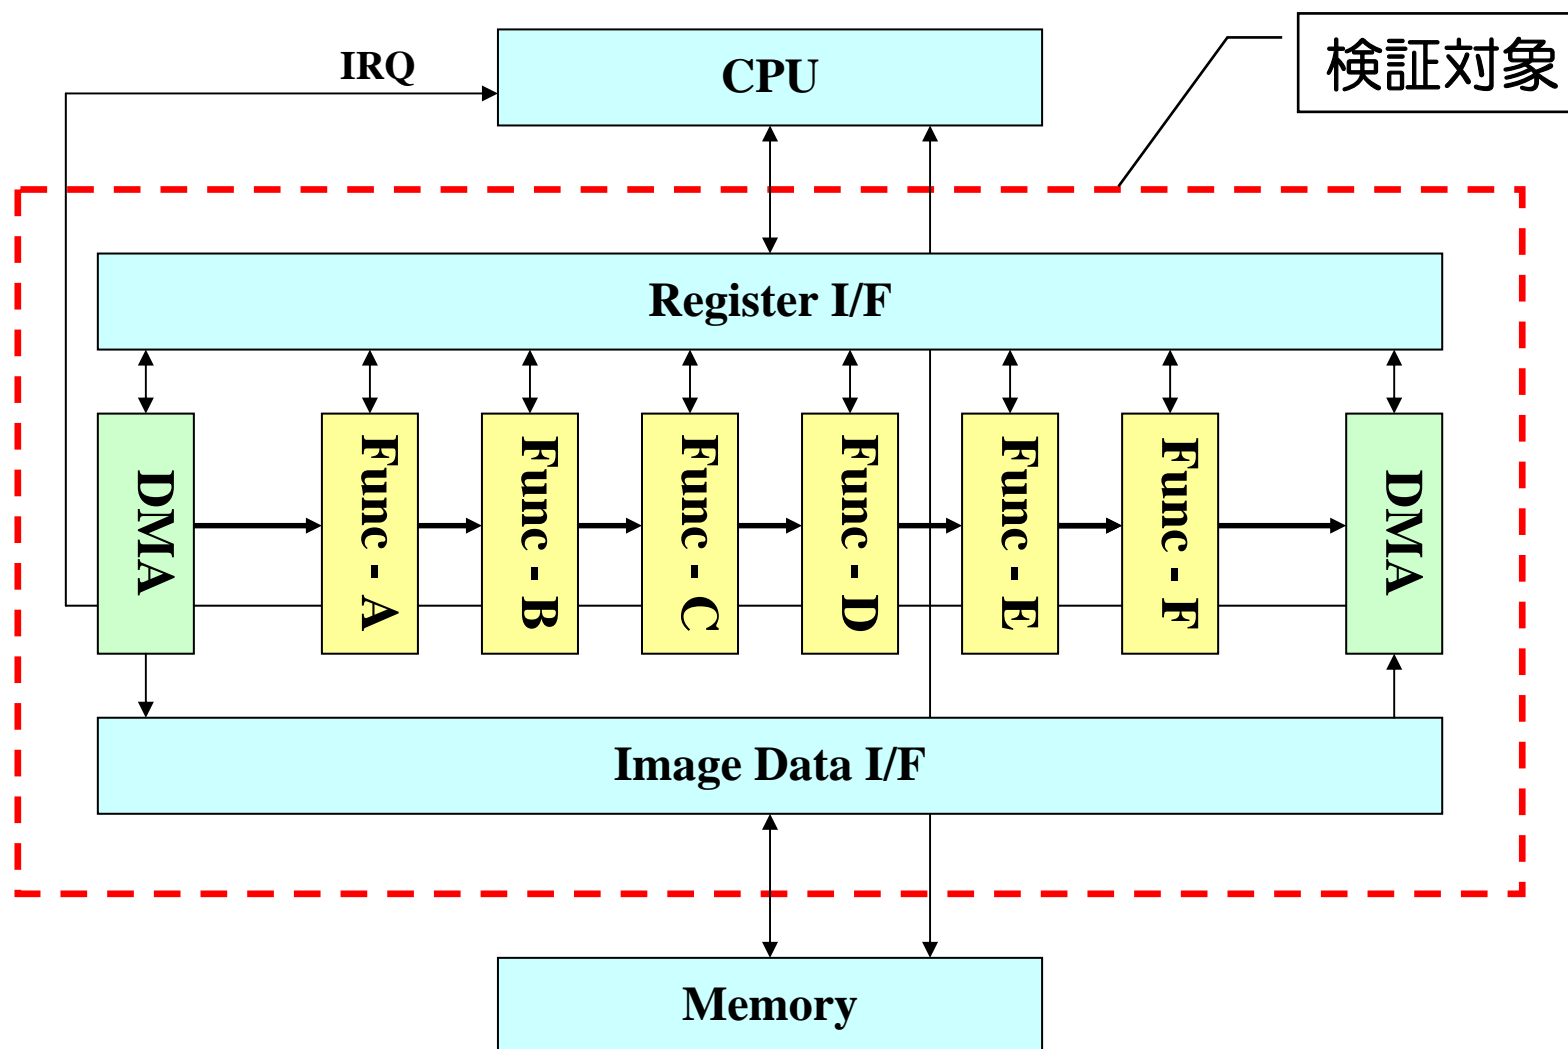 IRQ
CPU
検証対象
Register I/F
DMA
Func - A
Func - B
Func - C
Func - D
Func - E
Func - F
DMA
Image Data I/F
Memory